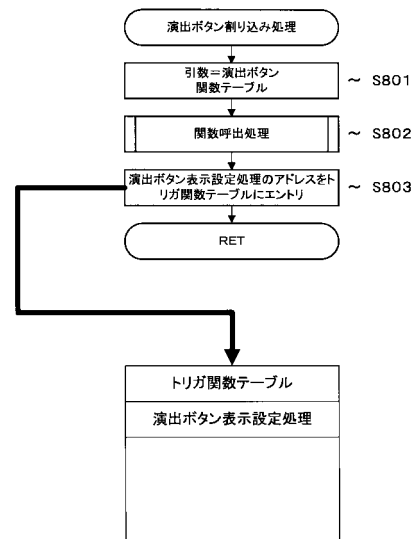 演出ボタン割り込み処理
引数＝演出ボタン
関数テーブル
～ S801
関数呼出処理
～ S802
演出ボタン表示設定処理のアドレスをト
リガ関数テーブルにエントリ
～ S803
RET
トリガ関数テーブル
演出ボタン表示設定処理